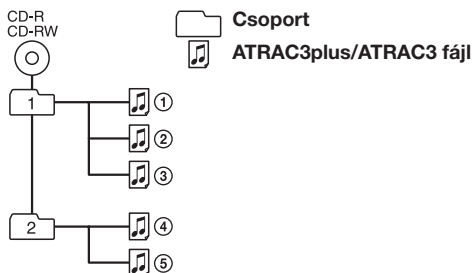 CD-R
CD-RW
Csoport
ATRAC3plus/ATRAC3 fájl
1
①
②
③
2
④
⑤